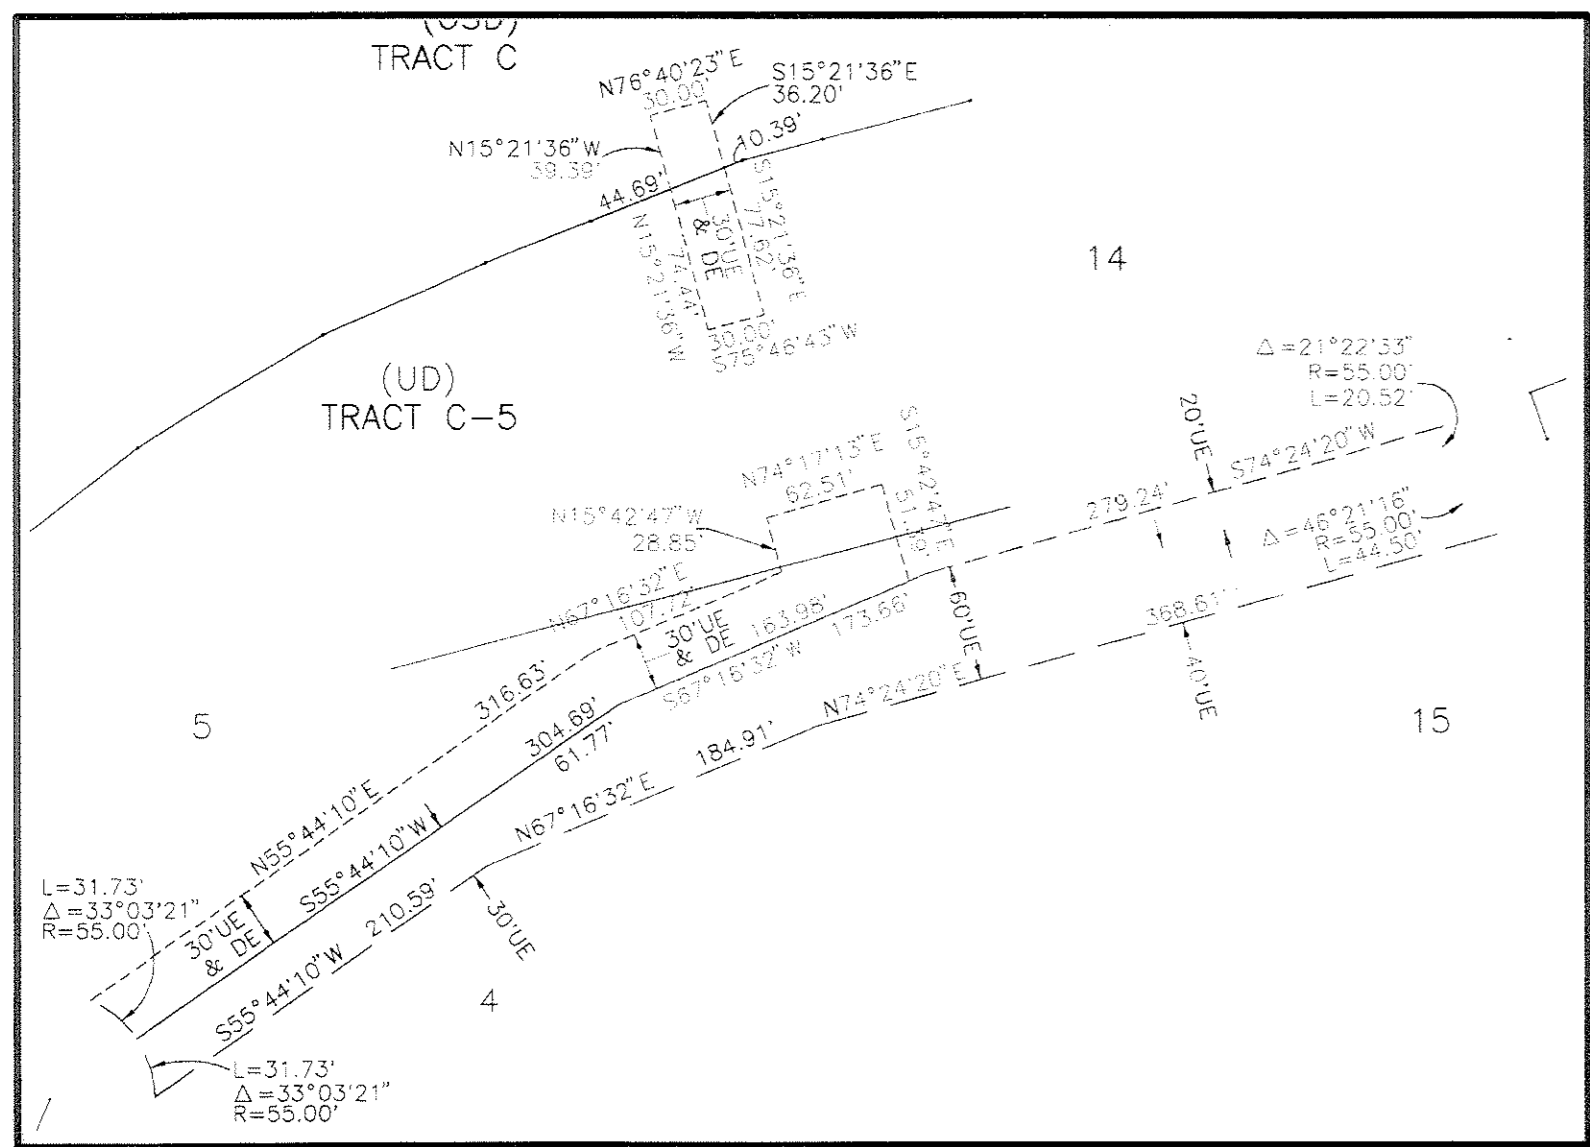 (USD)
TRACT C
N76°40'23"E
30.00'
S15°21'36"E
36.20'
N15°21'36"W
39.39'
10.39'
44.69'
S15°21'36"E
77.62'
30'UE
& DE
74.44'
N15°21'36"W
30.00'
S75°46'43"W
14
(UD)
TRACT C-5
Δ=21°22'33"
R=55.00'
L=20.52'
20'UE
S74°24'20"W
N74°17'13"E
62.51'
S15°42'47"E
51.39'
N15°42'47"W
28.85'
279.24'
Δ=46°21'16"
R=55.00'
L=44.50'
N67°16'32"E
107.72'
30'UE
& DE
163.98'
173.66'
S67°16'32"W
60'UE
368.61'
40'UE
316.63'
304.69'
61.77'
N74°24'20"E
184.91'
5
15
N67°16'32"E
N55°44'10"E
S55°44'10"W
L=31.73'
Δ=33°03'21"
R=55.00'
30'UE
& DE
210.59'
S55°44'10"W
30'UE
4
L=31.73'
Δ=33°03'21"
R=55.00'